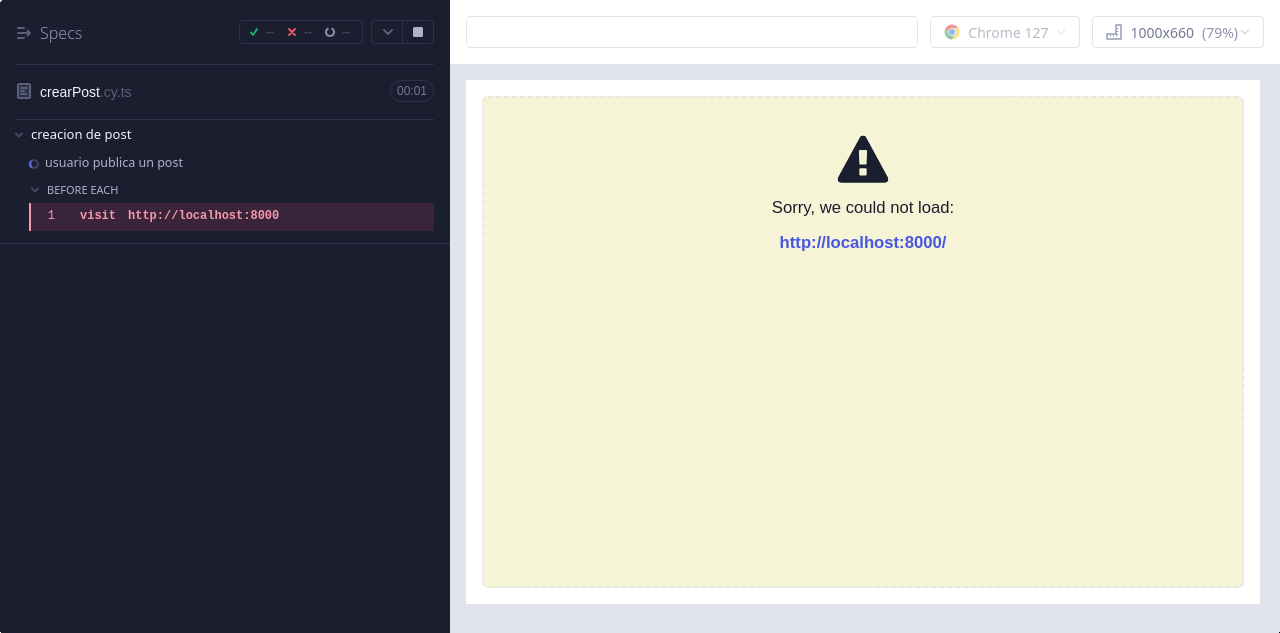 Specs
--
--
--
crearPost.cy.ts
00:01
creacion de post
usuario publica un post
BEFORE EACH
1 visit http://localhost:8000
Chrome 127
1000x660 (79%)
Sorry, we could not load:
http://localhost:8000/